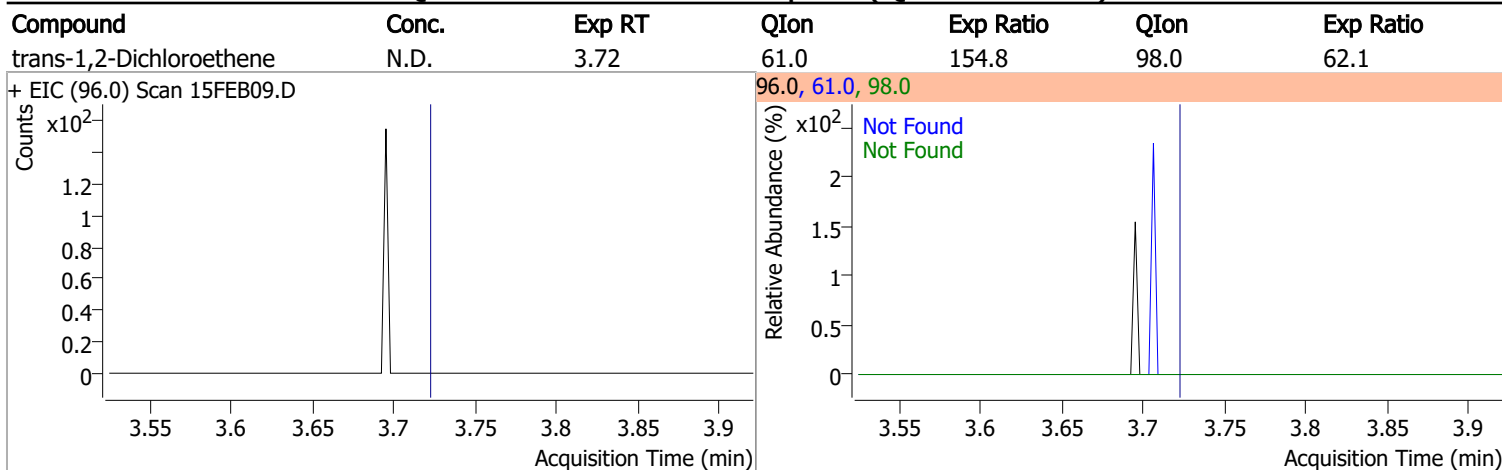 Compound Conc. Exp RT QIon Exp Ratio QIon Exp Ratio
trans-1,2-Dichloroethene N.D. 3.72 61.0 154.8 98.0 62.1
+ EIC (96.0) Scan 15FEB09.D
Counts
x10²
1.2
1
0.8
0.6
0.4
0.2
0
3.55 3.6 3.65 3.7 3.75 3.8 3.85 3.9
Acquisition Time (min)
96.0, 61.0, 98.0
Relative Abundance (%)
x10²
Not Found
Not Found
2
1.5
1
0.5
0
3.55 3.6 3.65 3.7 3.75 3.8 3.85 3.9
Acquisition Time (min)